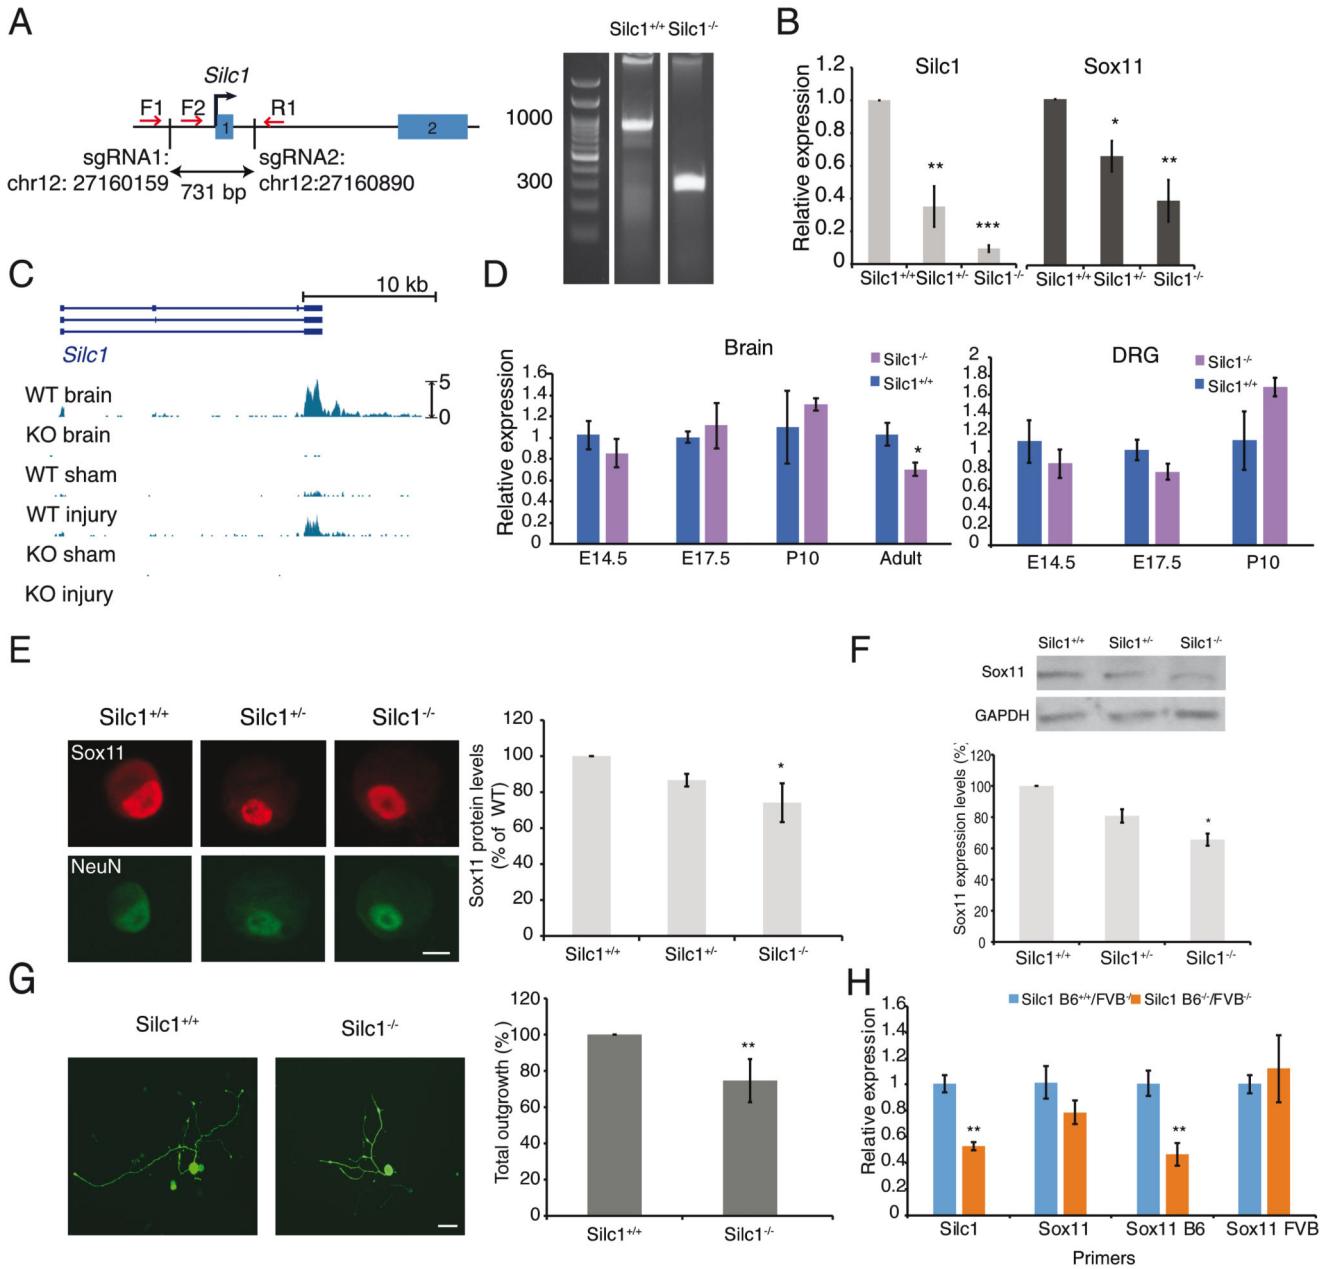 A
Silc1
F1
F2
R1
1
2
sgRNA1:
chr12: 27160159
731 bp
sgRNA2:
chr12:27160890
Silc1+/+
Silc1-/-
1000
300
B
Silc1
Sox11
Relative expression
1.2
1.0
0.8
0.6
0.4
0.2
0
**
***
*
**
Silc1+/+
Silc1+/-
Silc1-/-
Silc1+/+
Silc1+/-
Silc1-/-
C
10 kb
Silc1
WT brain
5
0
KO brain
WT sham
WT injury
KO sham
KO injury
D
Brain
Silc1-/-
Silc1+/+
Relative expression
1.6
1.4
1.2
1
0.8
0.6
0.4
0.2
0
*
E14.5
E17.5
P10
Adult
DRG
Silc1-/-
Silc1+/+
2
1.8
1.6
1.4
1.2
1
0.8
0.6
0.4
0.2
0
E14.5
E17.5
P10
E
Silc1+/+
Silc1+/-
Silc1-/-
Sox11
NeuN
Sox11 protein levels
(% of WT)
120
100
80
60
40
20
0
*
Silc1+/+
Silc1+/-
Silc1-/-
F
Silc1+/+
Silc1+/-
Silc1-/-
Sox11
GAPDH
Sox11 expression levels (%)
120
100
80
60
40
20
0
*
Silc1+/+
Silc1+/-
Silc1-/-
G
Silc1+/+
Silc1-/-
Total outgrowth (%)
120
100
80
60
40
20
0
**
Silc1+/+
Silc1-/-
H
Silc1 B6+/+/FVB-/-
Silc1 B6-/-/FVB-/-
Relative expression
1.6
1.4
1.2
1
0.8
0.6
0.4
0.2
0
**
**
Silc1
Sox11
Sox11 B6
Sox11 FVB
Primers